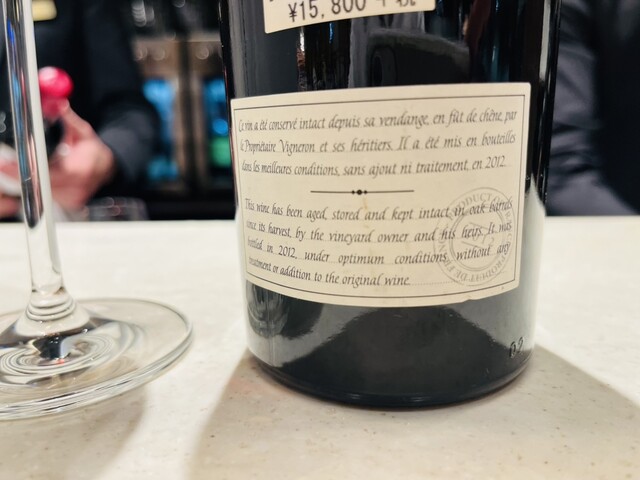 ¥15,800
Ce vin a été conservé intact depuis sa vendange, en fût de chêne, par
le Propriétaire Vigneron et ses héritiers. Il a été mis en bouteilles
dans les meilleures conditions, sans ajout ni traitement, en 2012.
This wine has been aged, stored and kept intact in oak barrels
since its harvest, by the vineyard owner and his heirs. It was
bottled in 2012, under optimum conditions, without any
treatment or addition to the original wine.
PRODUIT DE